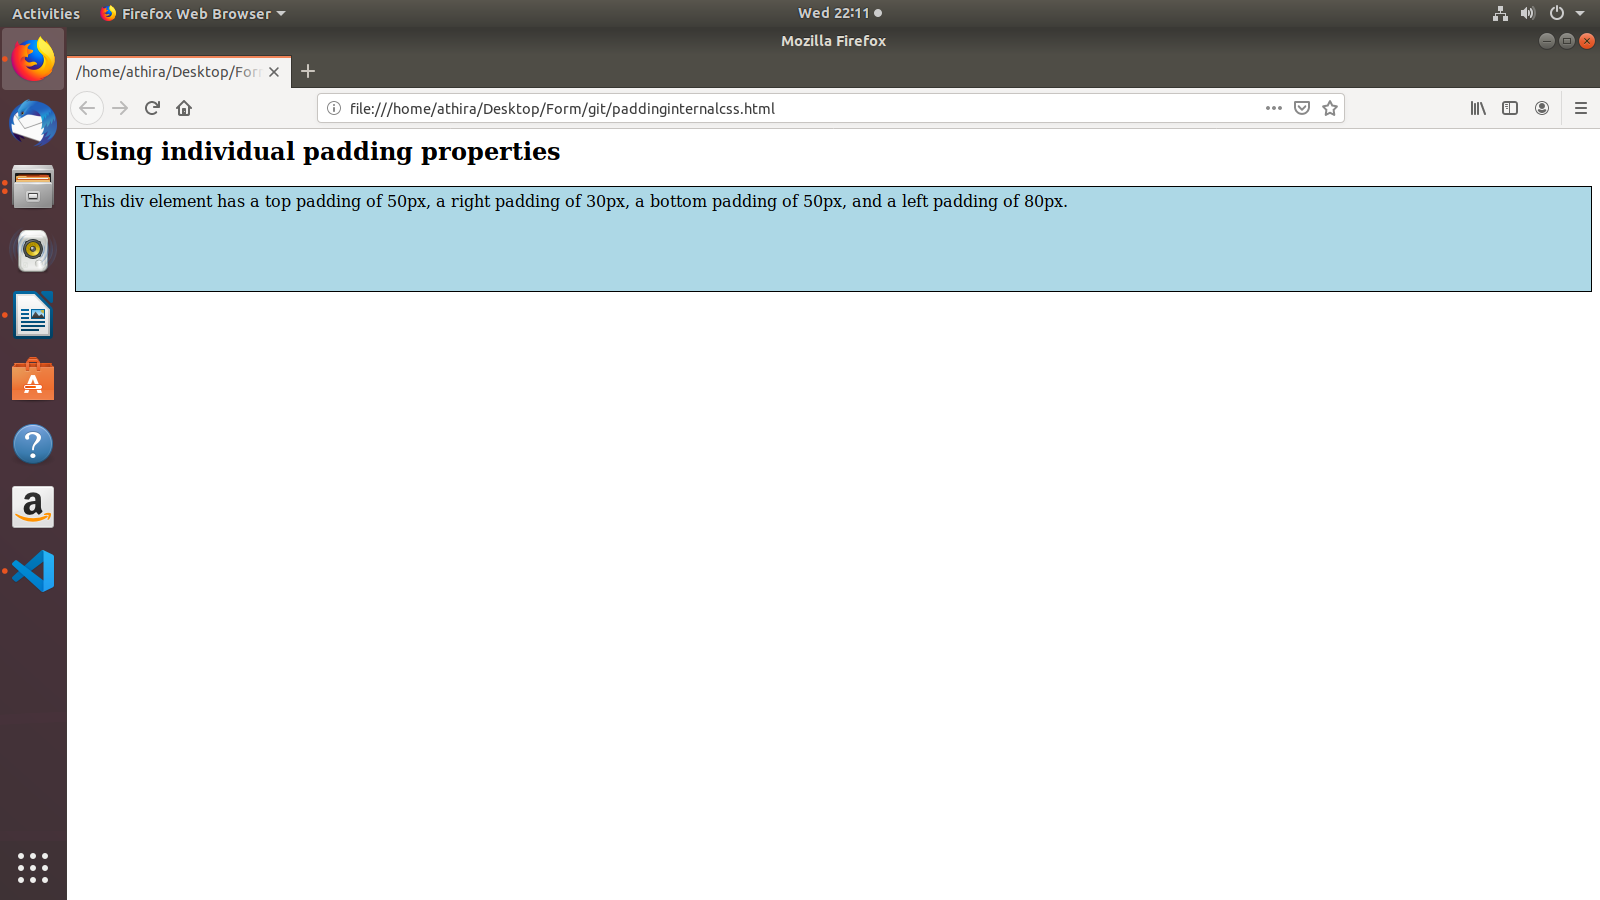 Activities Firefox Web Browser Wed 22:11
Mozilla Firefox
/home/athira/Desktop/For
file:///home/athira/Desktop/Form/git/paddinginternalcss.html
Using individual padding properties
This div element has a top padding of 50px, a right padding of 30px, a bottom padding of 50px, and a left padding of 80px.